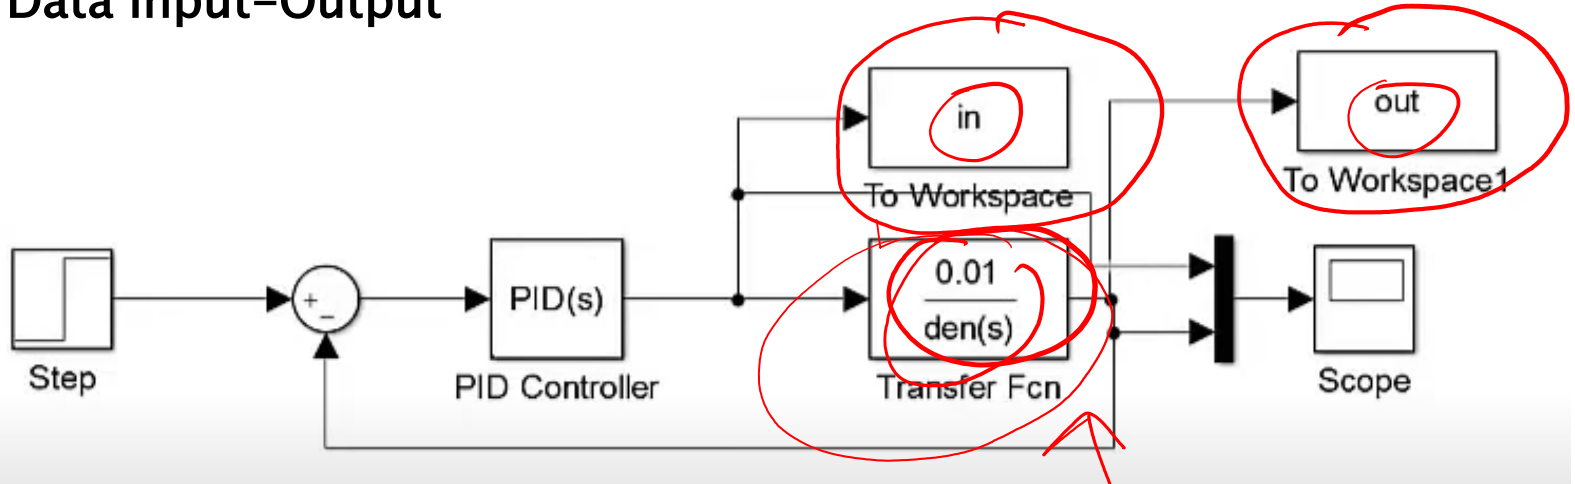 Data Input-Output
in
To Workspace
out
To Workspace1
Step
+
−
PID(s)
PID Controller
0.01
den(s)
Transfer Fcn
Scope